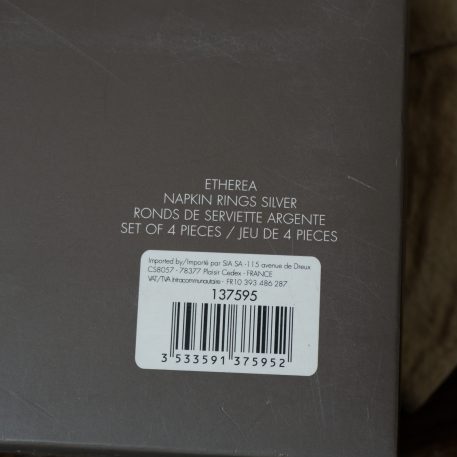 ETHEREA
NAPKIN RINGS SILVER
RONDS DE SERVIETTE ARGENTE
SET OF 4 PIECES / JEU DE 4 PIECES
Imported by/Importé par SIA SA -115 avenue de Dreux
CS8057 - 78377 Plaisir Cedex - FRANCE
VAT/TVA Intracommunautaire - FR10 393 486 287
137595
3 533591 375952